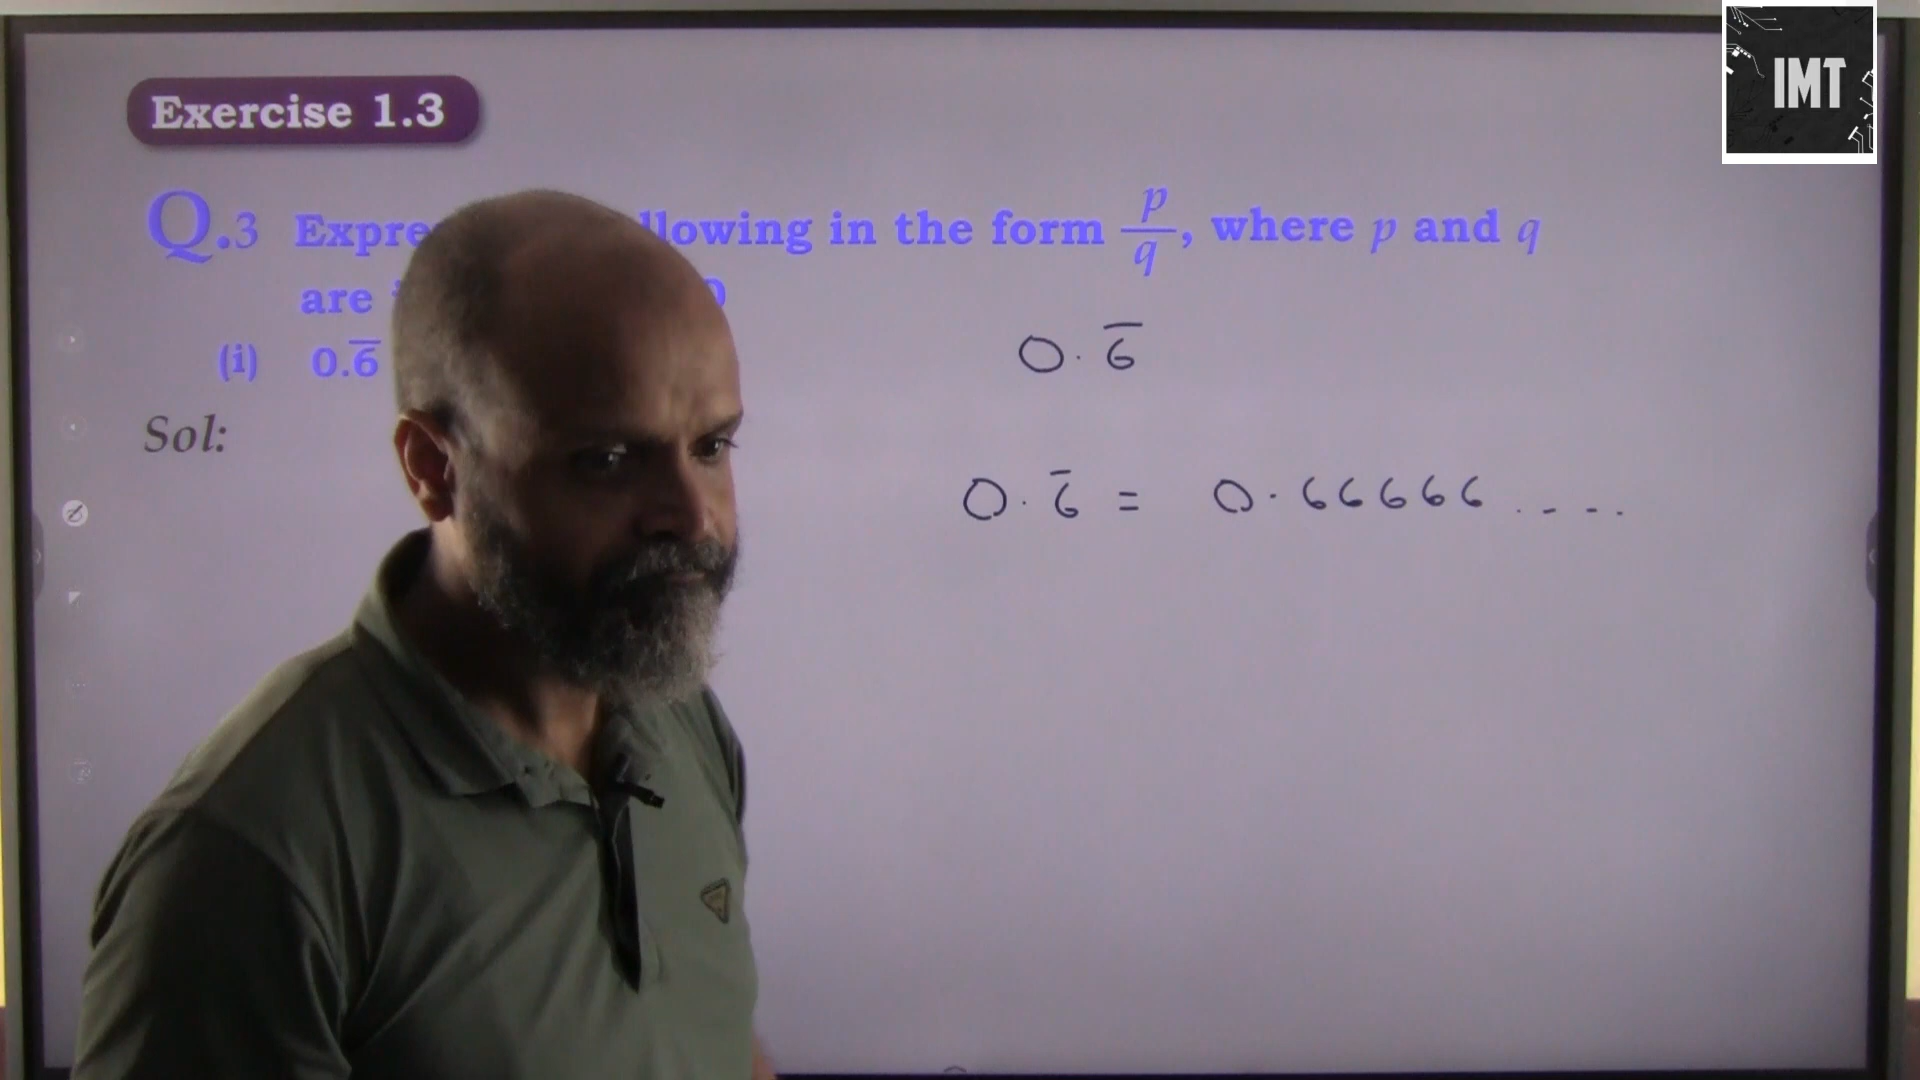 IMT
Exercise 1.3
Q.3 Expre llowing in the form p/q, where p and q
are
(i) 0.6̅
0.6̅
Sol:
0.6̅ = 0.66666.....